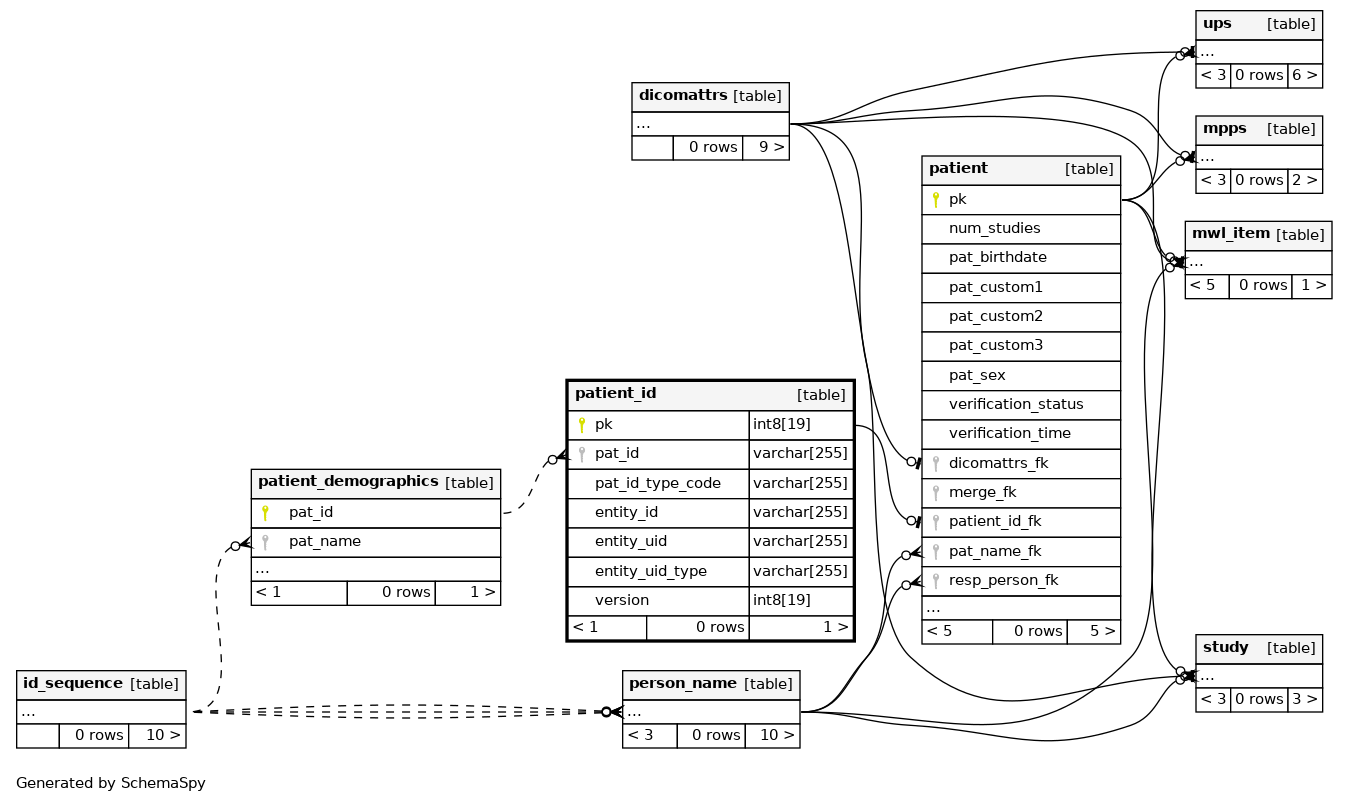 ups [table]
...
< 3 0 rows 6 >
dicomattrs [table]
...
0 rows 9 >
mpps [table]
...
< 3 0 rows 2 >
patient [table]
pk
num_studies
pat_birthdate
pat_custom1
pat_custom2
pat_custom3
pat_sex
verification_status
verification_time
dicomattrs_fk
merge_fk
patient_id_fk
pat_name_fk
resp_person_fk
...
< 5 0 rows 5 >
mwl_item [table]
...
< 5 0 rows 1 >
patient_id [table]
pk int8[19]
pat_id varchar[255]
pat_id_type_code varchar[255]
entity_id varchar[255]
entity_uid varchar[255]
entity_uid_type varchar[255]
version int8[19]
< 1 0 rows 1 >
patient_demographics [table]
pat_id
pat_name
...
< 1 0 rows 1 >
study [table]
...
< 3 0 rows 3 >
id_sequence [table]
...
0 rows 10 >
person_name [table]
...
< 3 0 rows 10 >
Generated by SchemaSpy